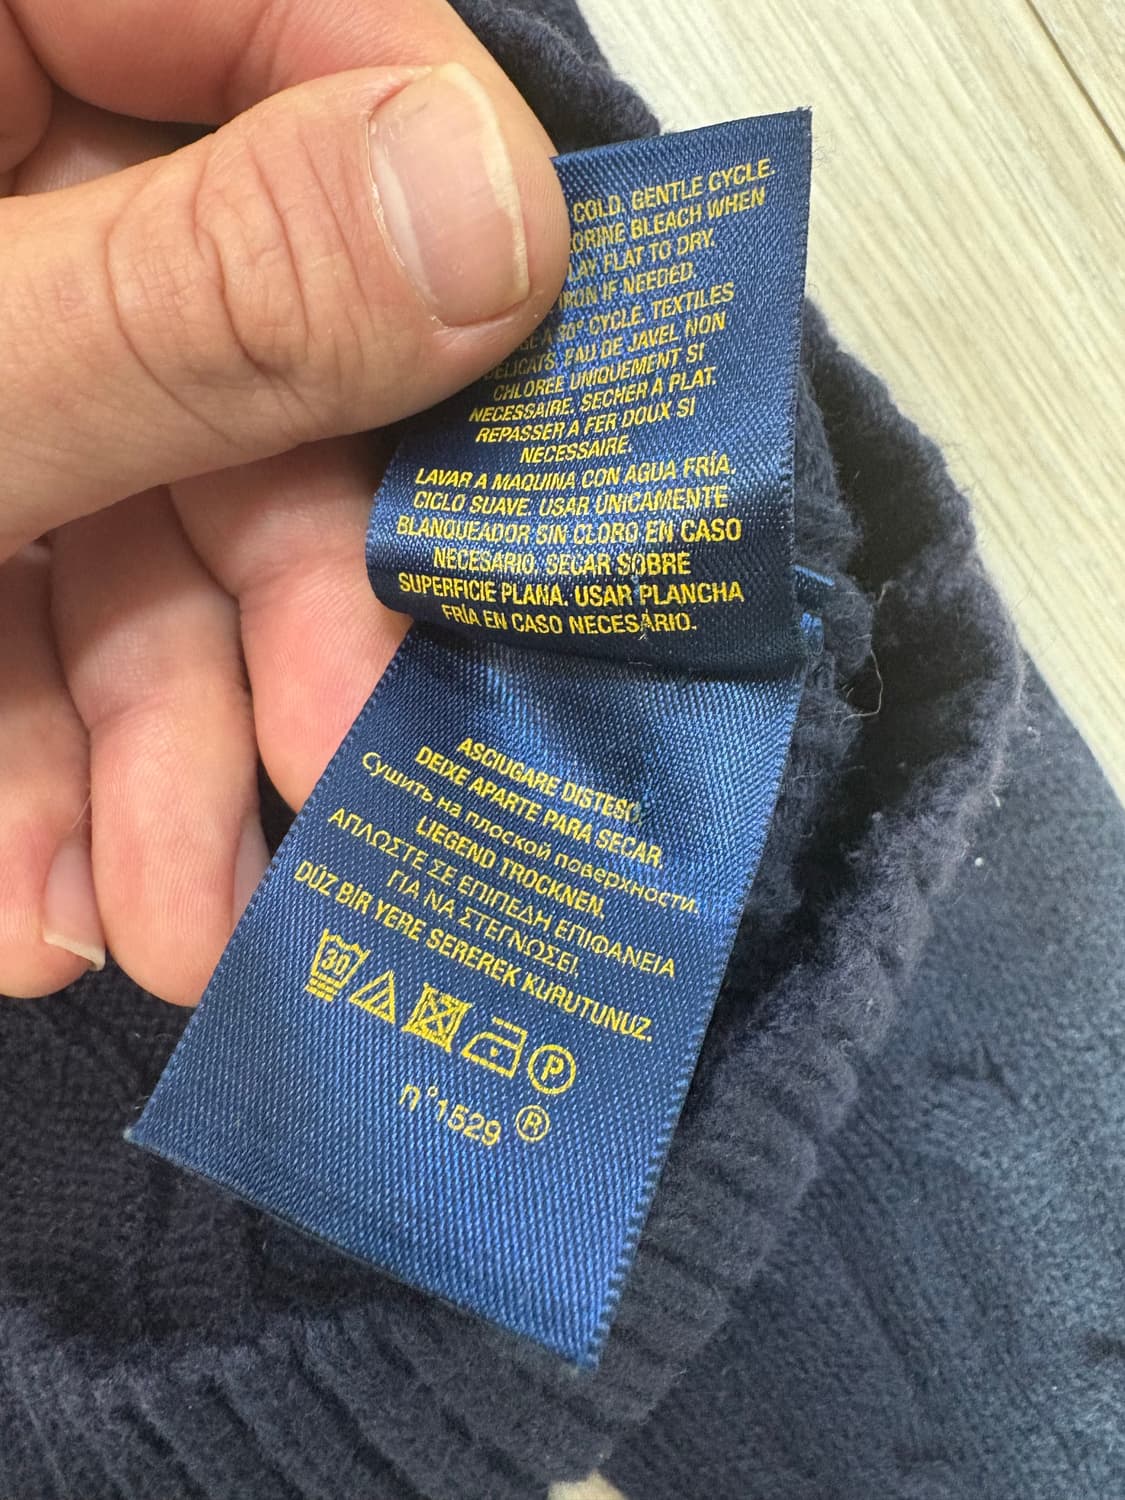 COLD, GENTLE CYCLE.
BLEACH WHEN
LAY FLAT TO DRY.
IRON IF NEEDED.
30° CYCLE. TEXTILES
DELICATS. EAU DE JAVEL NON
CHLOREE UNIQUEMENT SI
NECESSAIRE. SECHER A PLAT.
REPASSER A FER DOUX SI
NECESSAIRE.
LAVAR A MAQUINA CON AGUA FRÍA.
CICLO SUAVE. USAR UNICAMENTE
BLANQUEADOR SIN CLORO EN CASO
NECESARIO. SECAR SOBRE
SUPERFICIE PLANA. USAR PLANCHA
FRÍA EN CASO NECESARIO.
ASCIUGARE DISTESO.
DEIXE APARTE PARA SECAR.
Сушить на плоской поверхности.
LIEGEND TROCKNEN.
ΑΠΛΩΣΤΕ ΣΕ ΕΠΙΠΕΔΗ ΕΠΙΦΑΝΕΙΑ
ΓΙΑ ΝΑ ΣΤΕΓΝΩΣΕΙ.
DÜZ BİR YERE SEREREK KURUTUNUZ.
30 P
n°1529 ®